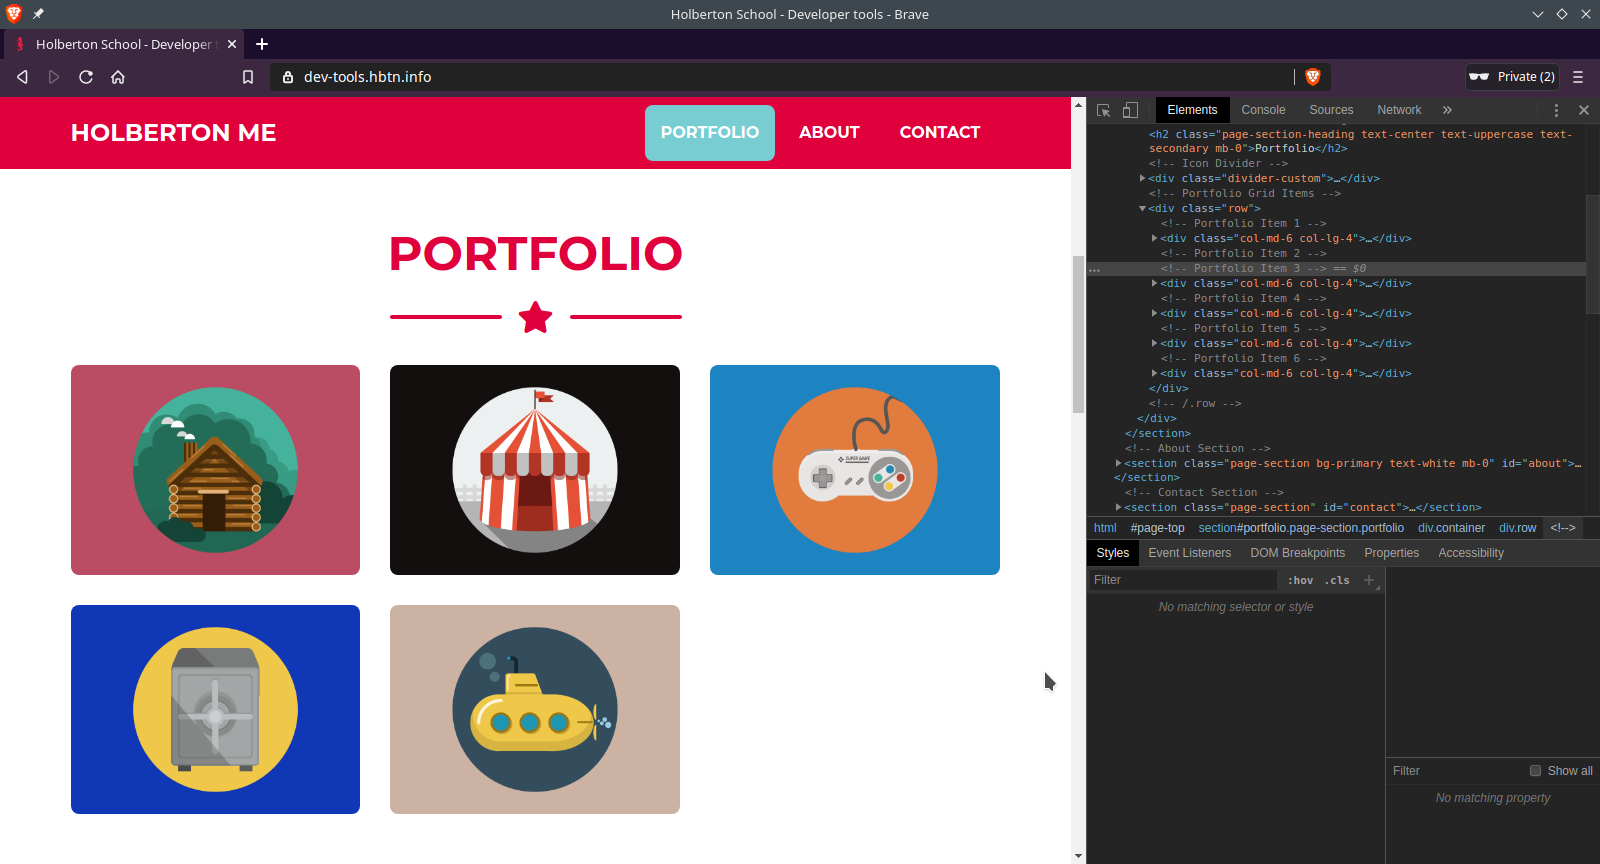 Holberton School - Developer tools - Brave
Holberton School - Developer t
dev-tools.hbtn.info
Private (2)
HOLBERTON ME
PORTFOLIO
ABOUT
CONTACT
PORTFOLIO
SUPER GAME
Elements
Console
Sources
Network
<h2 class="page-section-heading text-center text-uppercase text-
secondary mb-0">Portfolio</h2>
<!-- Icon Divider -->
<div class="divider-custom">…</div>
<!-- Portfolio Grid Items -->
<div class="row">
<!-- Portfolio Item 1 -->
<div class="col-md-6 col-lg-4">…</div>
<!-- Portfolio Item 2 -->
<!-- Portfolio Item 3 --> == $0
<div class="col-md-6 col-lg-4">…</div>
<!-- Portfolio Item 4 -->
<div class="col-md-6 col-lg-4">…</div>
<!-- Portfolio Item 5 -->
<div class="col-md-6 col-lg-4">…</div>
<!-- Portfolio Item 6 -->
<div class="col-md-6 col-lg-4">…</div>
</div>
<!-- /.row -->
</div>
</section>
<!-- About Section -->
<section class="page-section bg-primary text-white mb-0" id="about">…
</section>
<!-- Contact Section -->
<section class="page-section" id="contact">…</section>
html #page-top section#portfolio.page-section.portfolio div.container div.row <!-->
Styles Event Listeners DOM Breakpoints Properties Accessibility
Filter :hov .cls
No matching selector or style
Filter Show all
No matching property